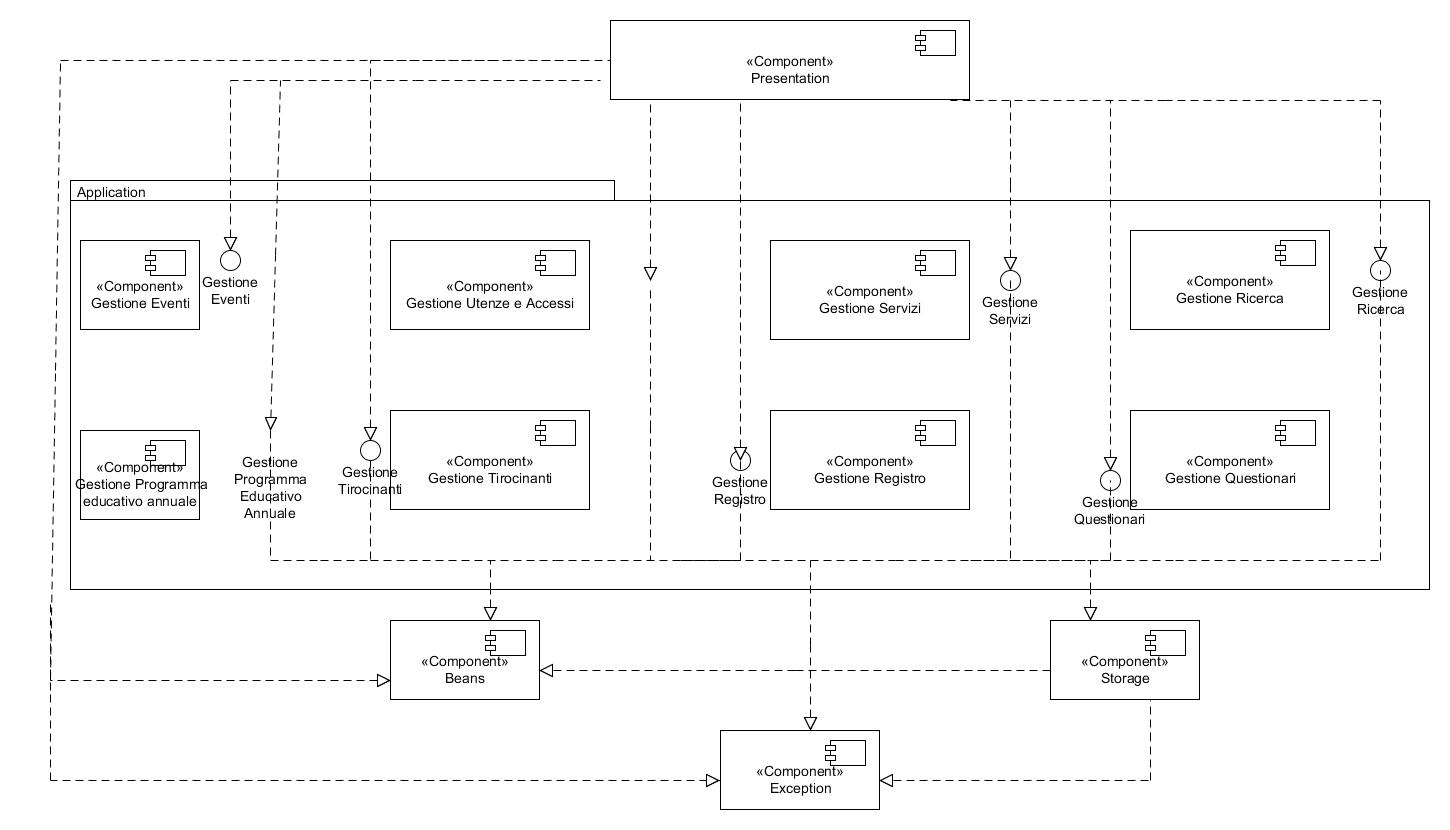 «Component»
Presentation
Application
«Component»
Gestione Eventi
Gestione
Eventi
«Component»
Gestione Utenze e Accessi
«Component»
Gestione Servizi
Gestione
Servizi
«Component»
Gestione Ricerca
Gestione
Ricerca
«Component»
Gestione Programma
educativo annuale
Gestione
Programma
Educativo
Annuale
Gestione
Tirocinanti
«Component»
Gestione Tirocinanti
Gestione
Registro
«Component»
Gestione Registro
Gestione
Questionari
«Component»
Gestione Questionari
«Component»
Beans
«Component»
Storage
«Component»
Exception